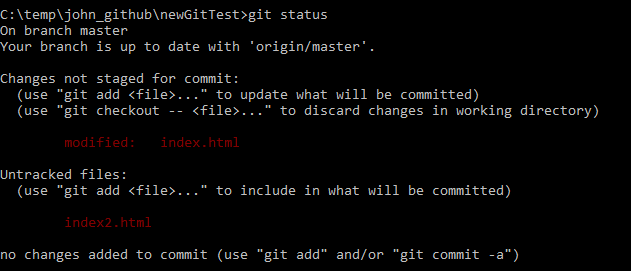 C:\temp\john_github\newGitTest>git status
On branch master
Your branch is up to date with 'origin/master'.
Changes not staged for commit:
(use "git add <file>..." to update what will be committed)
(use "git checkout -- <file>..." to discard changes in working directory)
modified: index.html
Untracked files:
(use "git add <file>..." to include in what will be committed)
index2.html
no changes added to commit (use "git add" and/or "git commit -a")